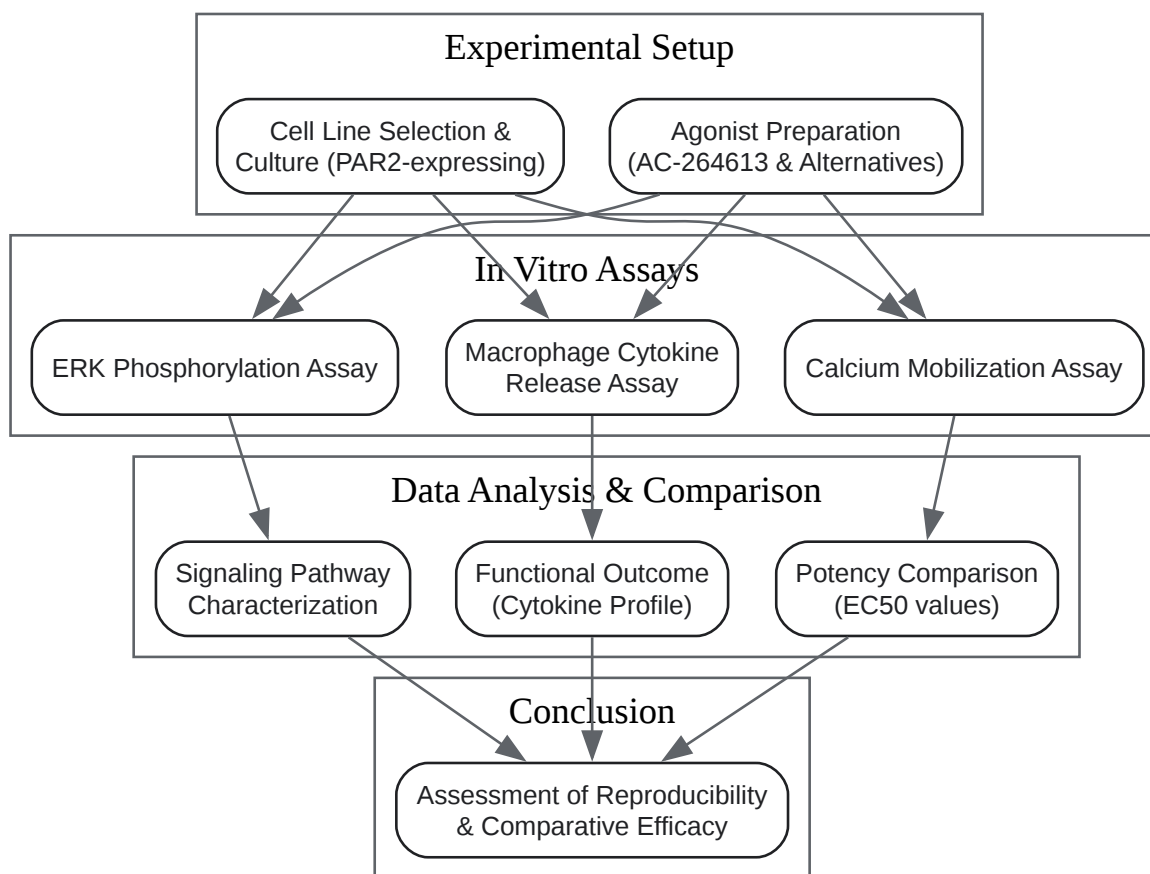 Experimental Setup
Cell Line Selection &
Culture (PAR2-expressing)
Agonist Preparation
(AC-264613 & Alternatives)
In Vitro Assays
ERK Phosphorylation Assay
Macrophage Cytokine
Release Assay
Calcium Mobilization Assay
Data Analysis & Comparison
Signaling Pathway
Characterization
Functional Outcome
(Cytokine Profile)
Potency Comparison
(EC50 values)
Conclusion
Assessment of Reproducibility
& Comparative Efficacy